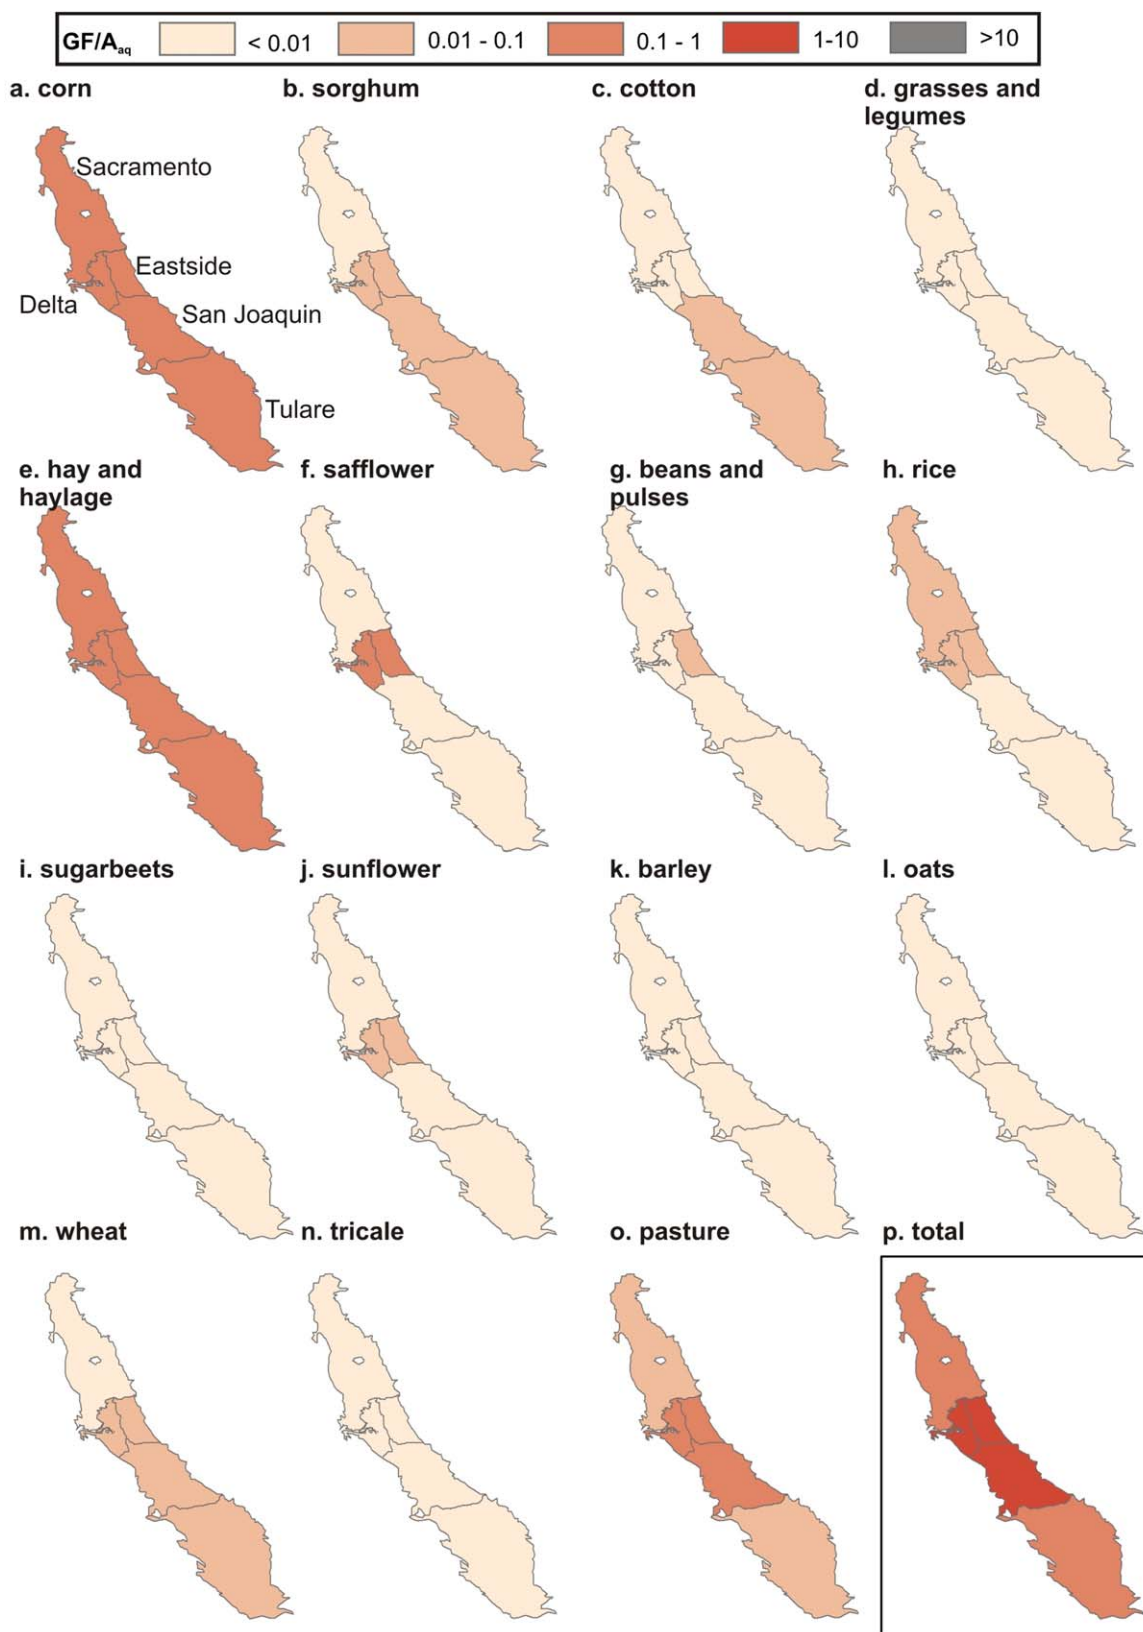 GF/Aaq < 0.01 0.01 - 0.1 0.1 - 1 1-10 >10
a. corn
b. sorghum
c. cotton
d. grasses and
legumes
Sacramento
Eastside
Delta
San Joaquin
Tulare
e. hay and
haylage
f. safflower
g. beans and
pulses
h. rice
i. sugarbeets
j. sunflower
k. barley
l. oats
m. wheat
n. tricale
o. pasture
p. total